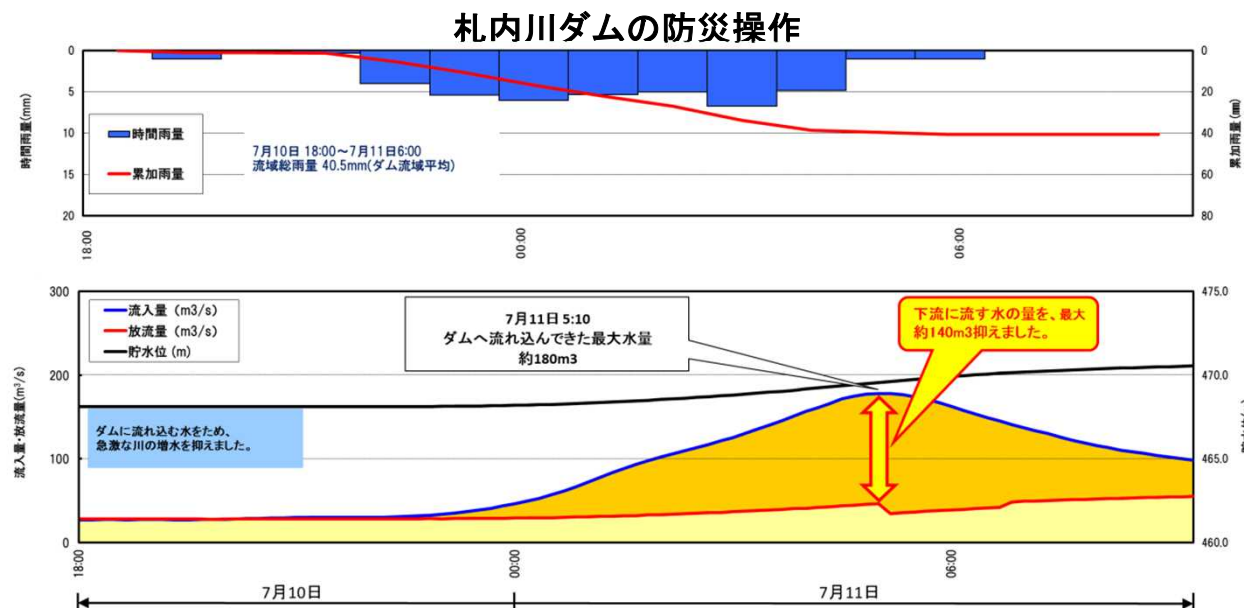 札内川ダムの防災操作
0
5
10
15
20
時間雨量(mm)
時間雨量
累加雨量
7月10日 18:00～7月11日6:00
流域総雨量 40.5mm(ダム流域平均)
0
20
40
60
80
累加雨量(㎜)
18:00
00:00
06:00
300
200
100
0
流入量・放流量(m³/s)
流入量（m3/s）
放流量（m3/s）
貯水位 (m)
7月11日 5:10
ダムへ流れ込んできた最大水量
約180m3
下流に流す水の量を、最大
約140m3抑えました。
ダムに流れ込む水をため、
急激な川の増水を抑えました。
475.0
470.0
465.0
460.0
18:00
00:00
06:00
7月10日
7月11日